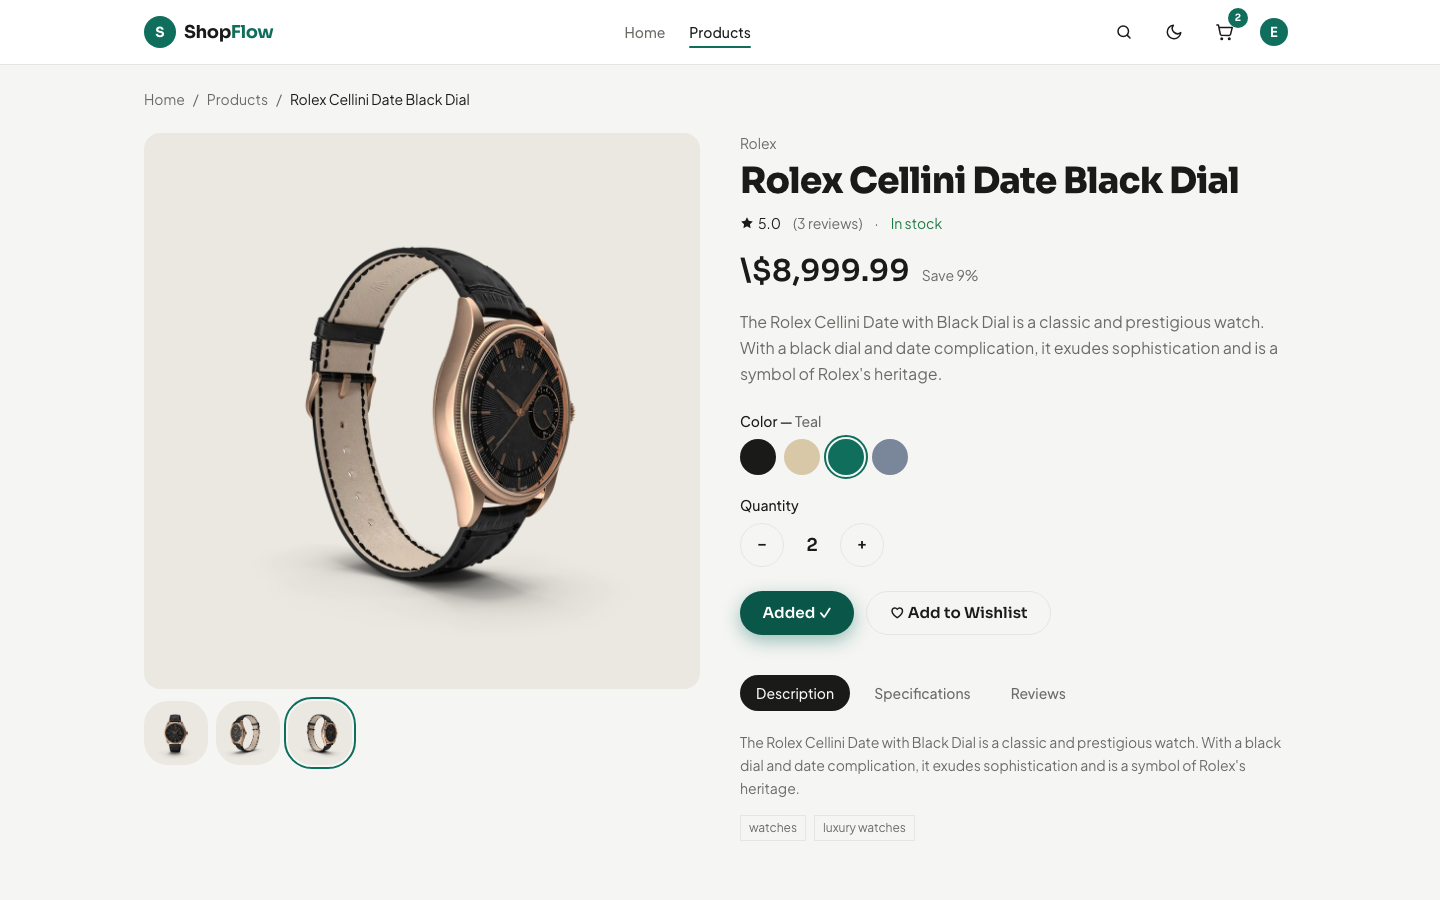 S ShopFlow
Home Products
2
E
Home / Products / Rolex Cellini Date Black Dial
Rolex
Rolex Cellini Date Black Dial
★ 5.0 (3 reviews) · In stock
\$8,999.99 Save 9%
The Rolex Cellini Date with Black Dial is a classic and prestigious watch.
With a black dial and date complication, it exudes sophistication and is a
symbol of Rolex's heritage.
Color — Teal
Quantity
− 2 +
Added ✓ ♡ Add to Wishlist
Description Specifications Reviews
The Rolex Cellini Date with Black Dial is a classic and prestigious watch. With a black
dial and date complication, it exudes sophistication and is a symbol of Rolex's
heritage.
watches luxury watches